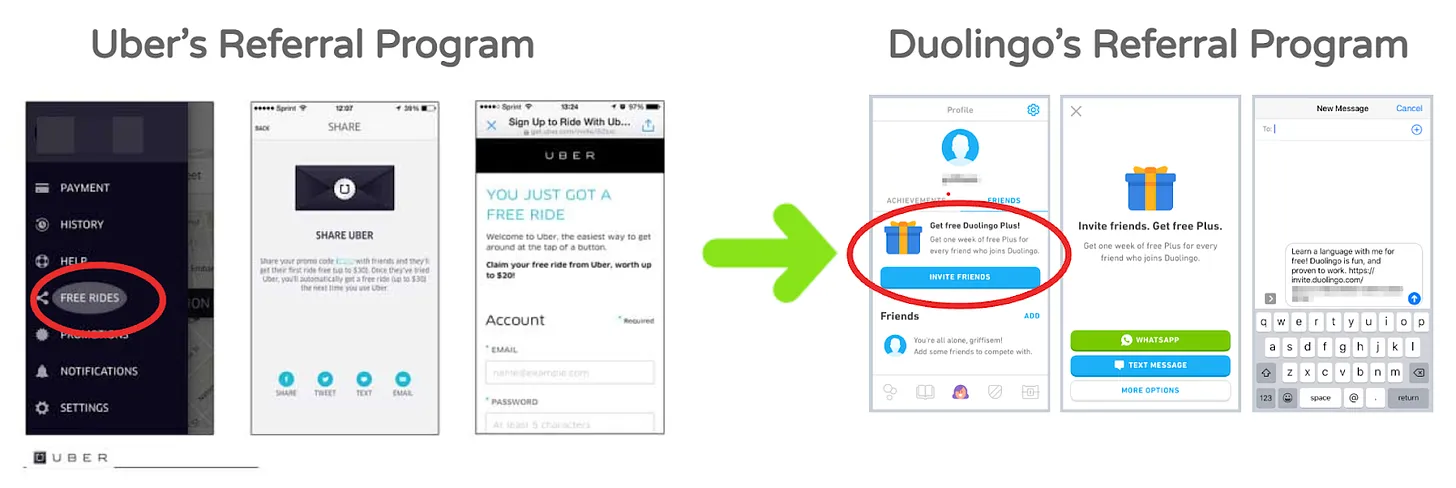 Uber's Referral Program
PAYMENT
HISTORY
HELP
FREE RIDES
PROMOTIONS
NOTIFICATIONS
SETTINGS
UBER
Sprint 12:07 39%
BACK SHARE
SHARE UBER
Share your promo code with friends and they'll
get their first ride free (up to $30). Once they've tried
Uber, you'll automatically get a free ride (up to $30)
the next time you use Uber.
SHARE TWEET TEXT EMAIL
Sprint 13:24 97%
Sign Up to Ride With Ub...
UBER
YOU JUST GOT A
FREE RIDE
Welcome to Uber, the easiest way to get
around at the tap of a button.
Claim your free ride from Uber, worth up
to $20!
Account * Required
* EMAIL
name@example.com
* PASSWORD
At least 5 characters
Duolingo's Referral Program
Profile
ACHIEVEMENTS FRIENDS
Get free Duolingo Plus!
Get one week of free Plus for
every friend who joins Duolingo.
INVITE FRIENDS
Friends ADD
You're all alone, griffisem!
Add some friends to compete with.
Invite friends. Get free Plus.
Get one week of free Plus for every
friend who joins Duolingo.
WHATSAPP
TEXT MESSAGE
MORE OPTIONS
New Message Cancel
To:
Learn a language with me for
free! Duolingo is fun, and
proven to work. https://
invite.duolingo.com/
q w e r t y u i o p
a s d f g h j k l
z x c v b n m
123 space @ . return